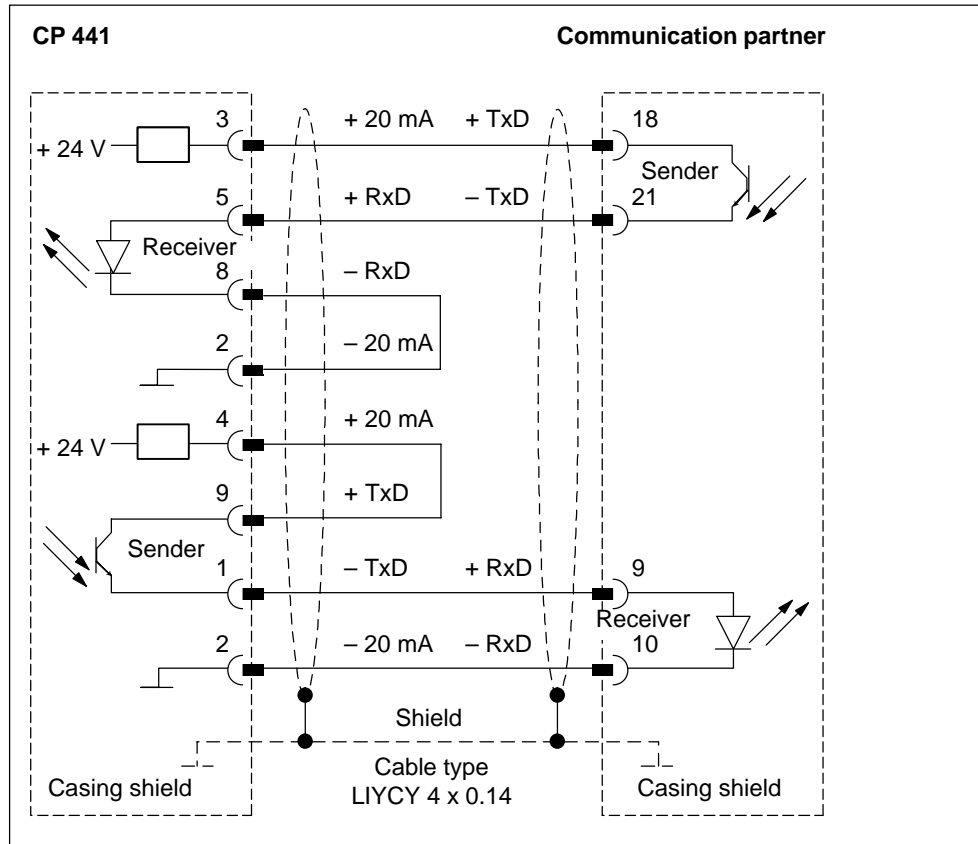 CP 441 Communication partner
3 + 20 mA + TxD 18
+ 24 V
Sender
5 + RxD – TxD 21
Receiver
8 – RxD
2 – 20 mA
4 + 20 mA
+ 24 V
9 + TxD
Sender
1 – TxD + RxD 9
Receiver
2 – 20 mA – RxD 10
Shield
Casing shield Cable type Casing shield
LIYCY 4 x 0.14